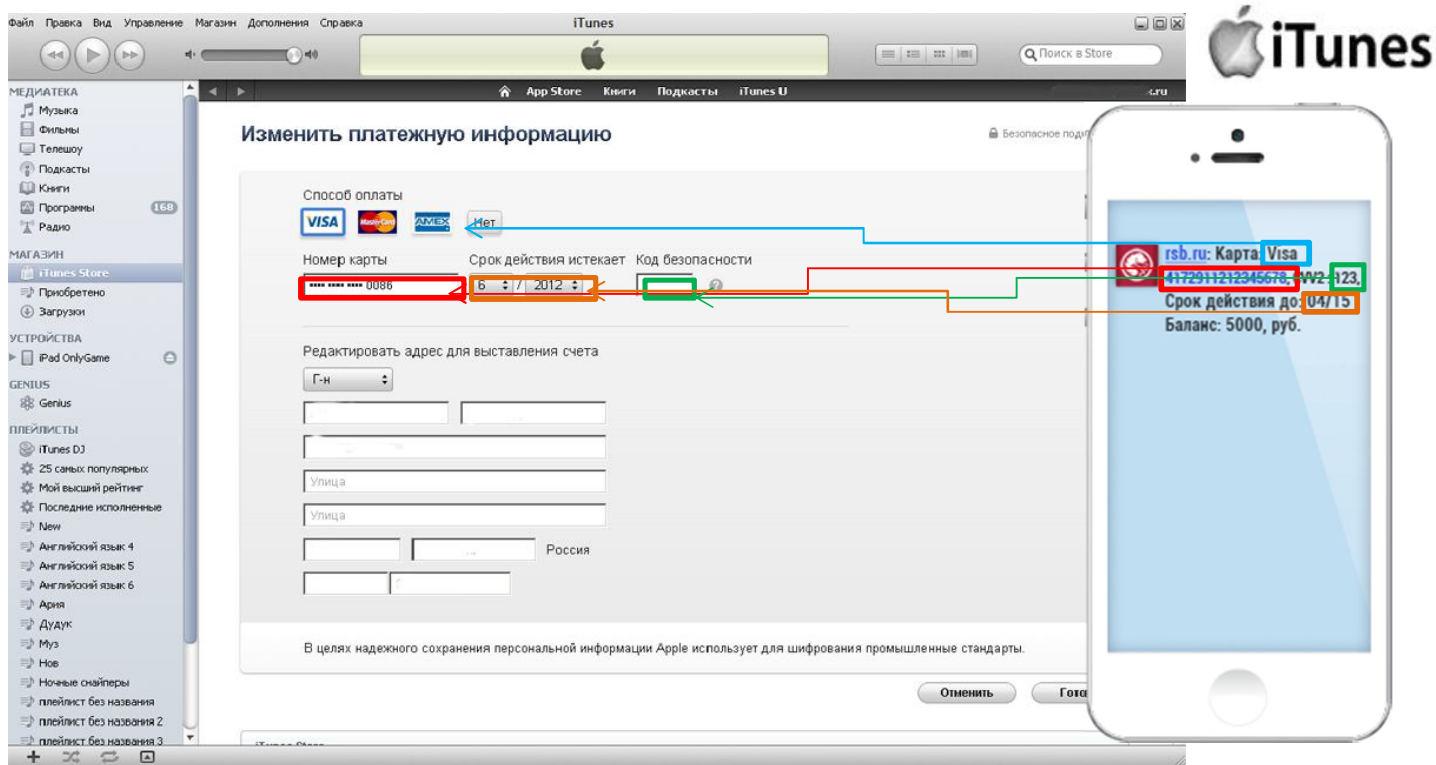 Файл Правка Вид Управление Магазин Дополнения Справка
iTunes
iTunes
Поиск в Store
МЕДИАТЕКА
Музыка
Фильмы
Телешоу
Подкасты
Книги
Программы 168
Радио
МАГАЗИН
iTunes Store
Приобретено
Загрузки
УСТРОЙСТВА
iPad OnlyGame
GENIUS
Genius
ПЛЕЙЛИСТЫ
iTunes DJ
25 самых популярных
Мой высший рейтинг
Последние исполненные
New
Английский язык 4
Английский язык 5
Английский язык 6
Ария
Дудук
Муз
Нов
Ночные снайперы
плейлист без названия
плейлист без названия 2
плейлист без названия 3
App Store Книги Подкасты iTunes U
.ru
Изменить платежную информацию
Безопасное
Способ оплаты
VISA MasterCard AMEX Нет
Номер карты Срок действия истекает Код безопасности
•••• •••• •••• 0086 6 / 2012 ?
Редактировать адрес для выставления счета
Г-н
Улица
Улица
Россия
В целях надежного сохранения персональной информации Apple использует для шифрования промышленные стандарты.
Отменить
iTunes Store
rsb.ru: Карта: Visa
4172911212345678, CVV2: 123,
Срок действия до: 04/15
Баланс: 5000, руб.